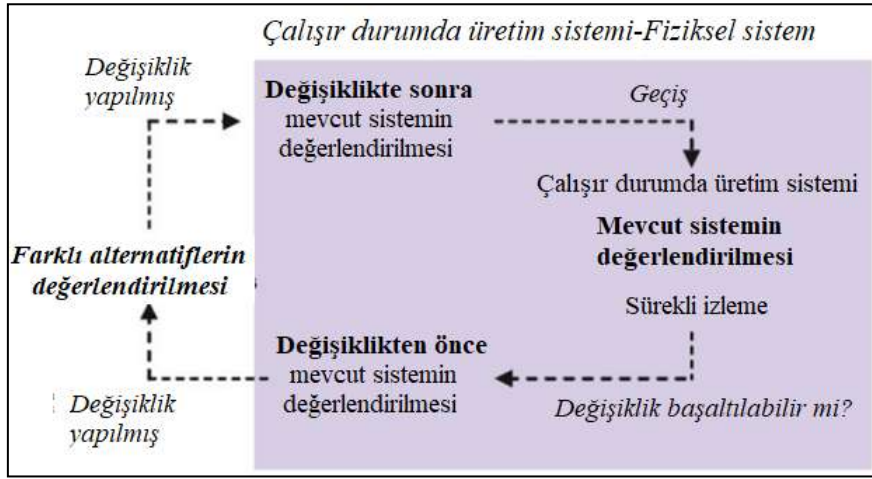 Çalışır durumda üretim sistemi-Fiziksel sistem
Değişiklik
yapılmış
Değişiklikte sonra
mevcut sistemin
değerlendirilmesi
Geçiş
Çalışır durumda üretim sistemi
Mevcut sistemin
değerlendirilmesi
Sürekli izleme
Farklı alternatiflerin
değerlendirilmesi
Değişiklikten önce
mevcut sistemin
değerlendirilmesi
Değişiklik
yapılmış
Değişiklik başaltılabilir mi?